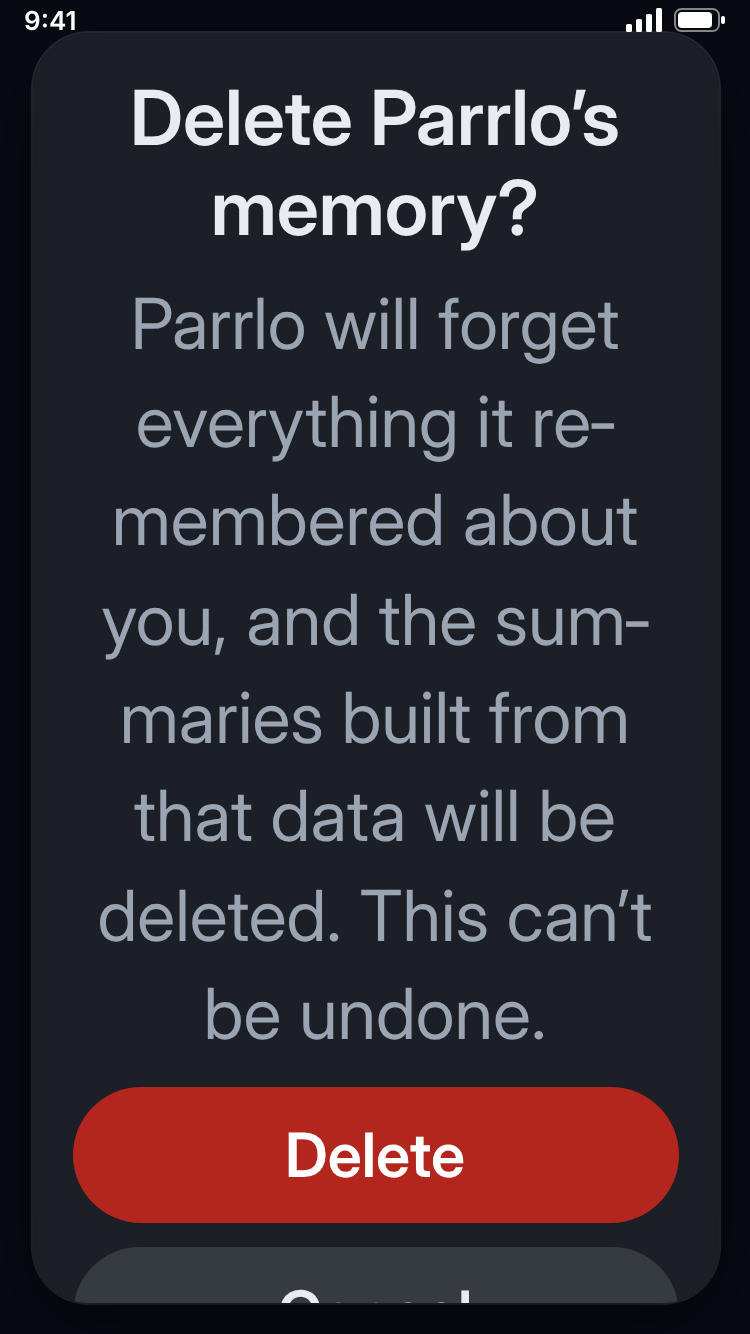 9:41
Delete Parrlo’s
memory?
Parrlo will forget
everything it re-
membered about
you, and the sum-
maries built from
that data will be
deleted. This can’t
be undone.
Delete
Cancel